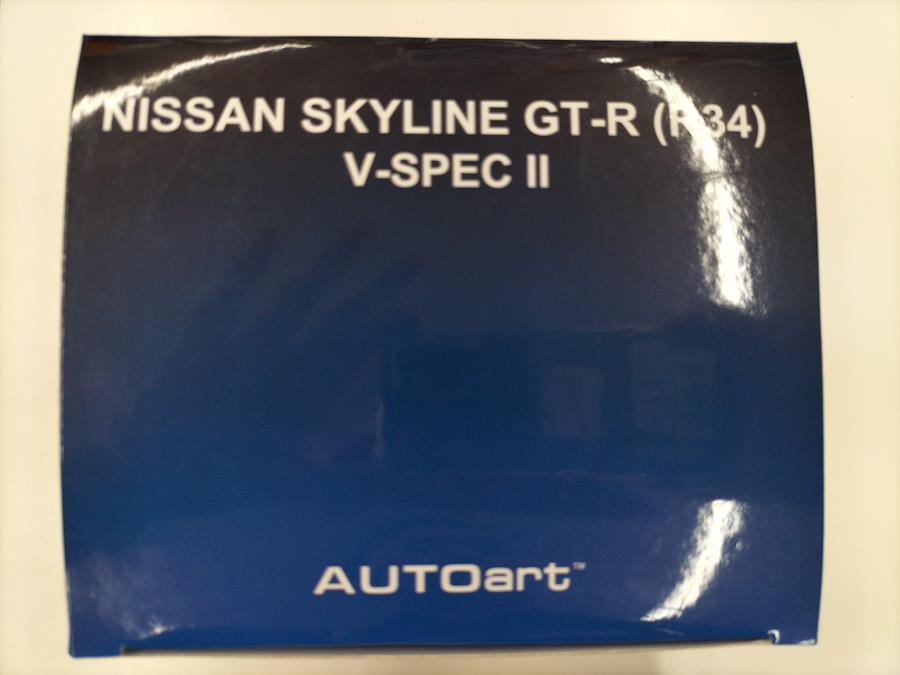 NISSAN SKYLINE GT-R (R34)
V-SPEC II
AUTOart™